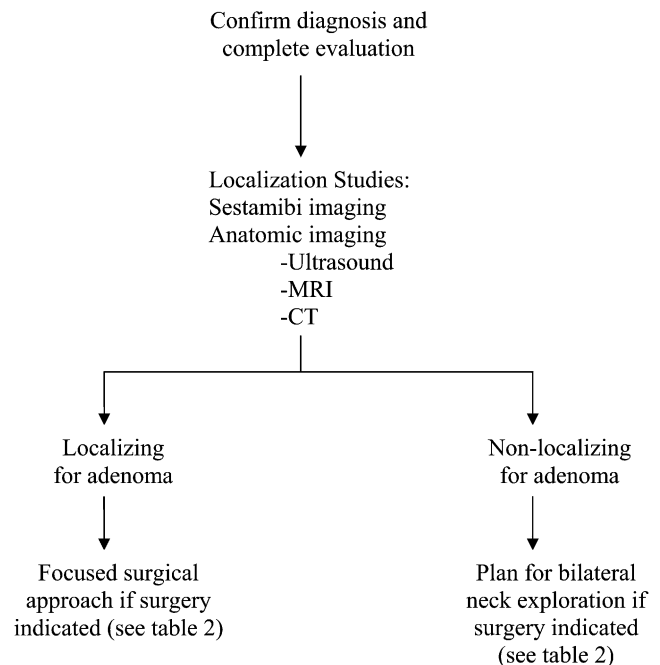 Confirm diagnosis and
complete evaluation
Localization Studies:
Sestamibi imaging
Anatomic imaging
-Ultrasound
-MRI
-CT
Localizing
for adenoma
Non-localizing
for adenoma
Focused surgical
approach if surgery
indicated (see table 2)
Plan for bilateral
neck exploration if
surgery indicated
(see table 2)